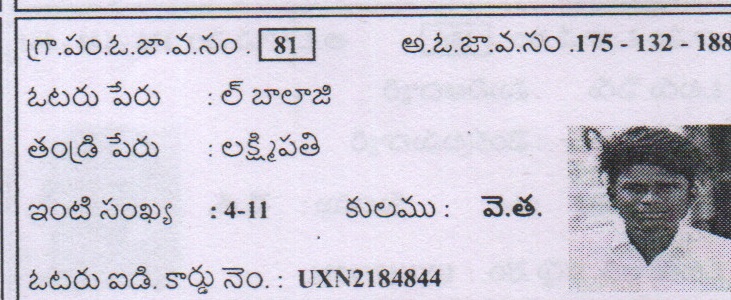 గ్రా.పం.ఓ.జా.వ.సం. 81 అ.ఓ.జా.వ.సం.175 - 132 - 188
ఓటరు పేరు : ల్ బాలాజి
తండ్రి పేరు : లక్ష్మిపతి
ఇంటి సంఖ్య : 4-11 కులము : వె.త.
ఓటరు ఐడి. కార్డు నెం. : UXN2184844